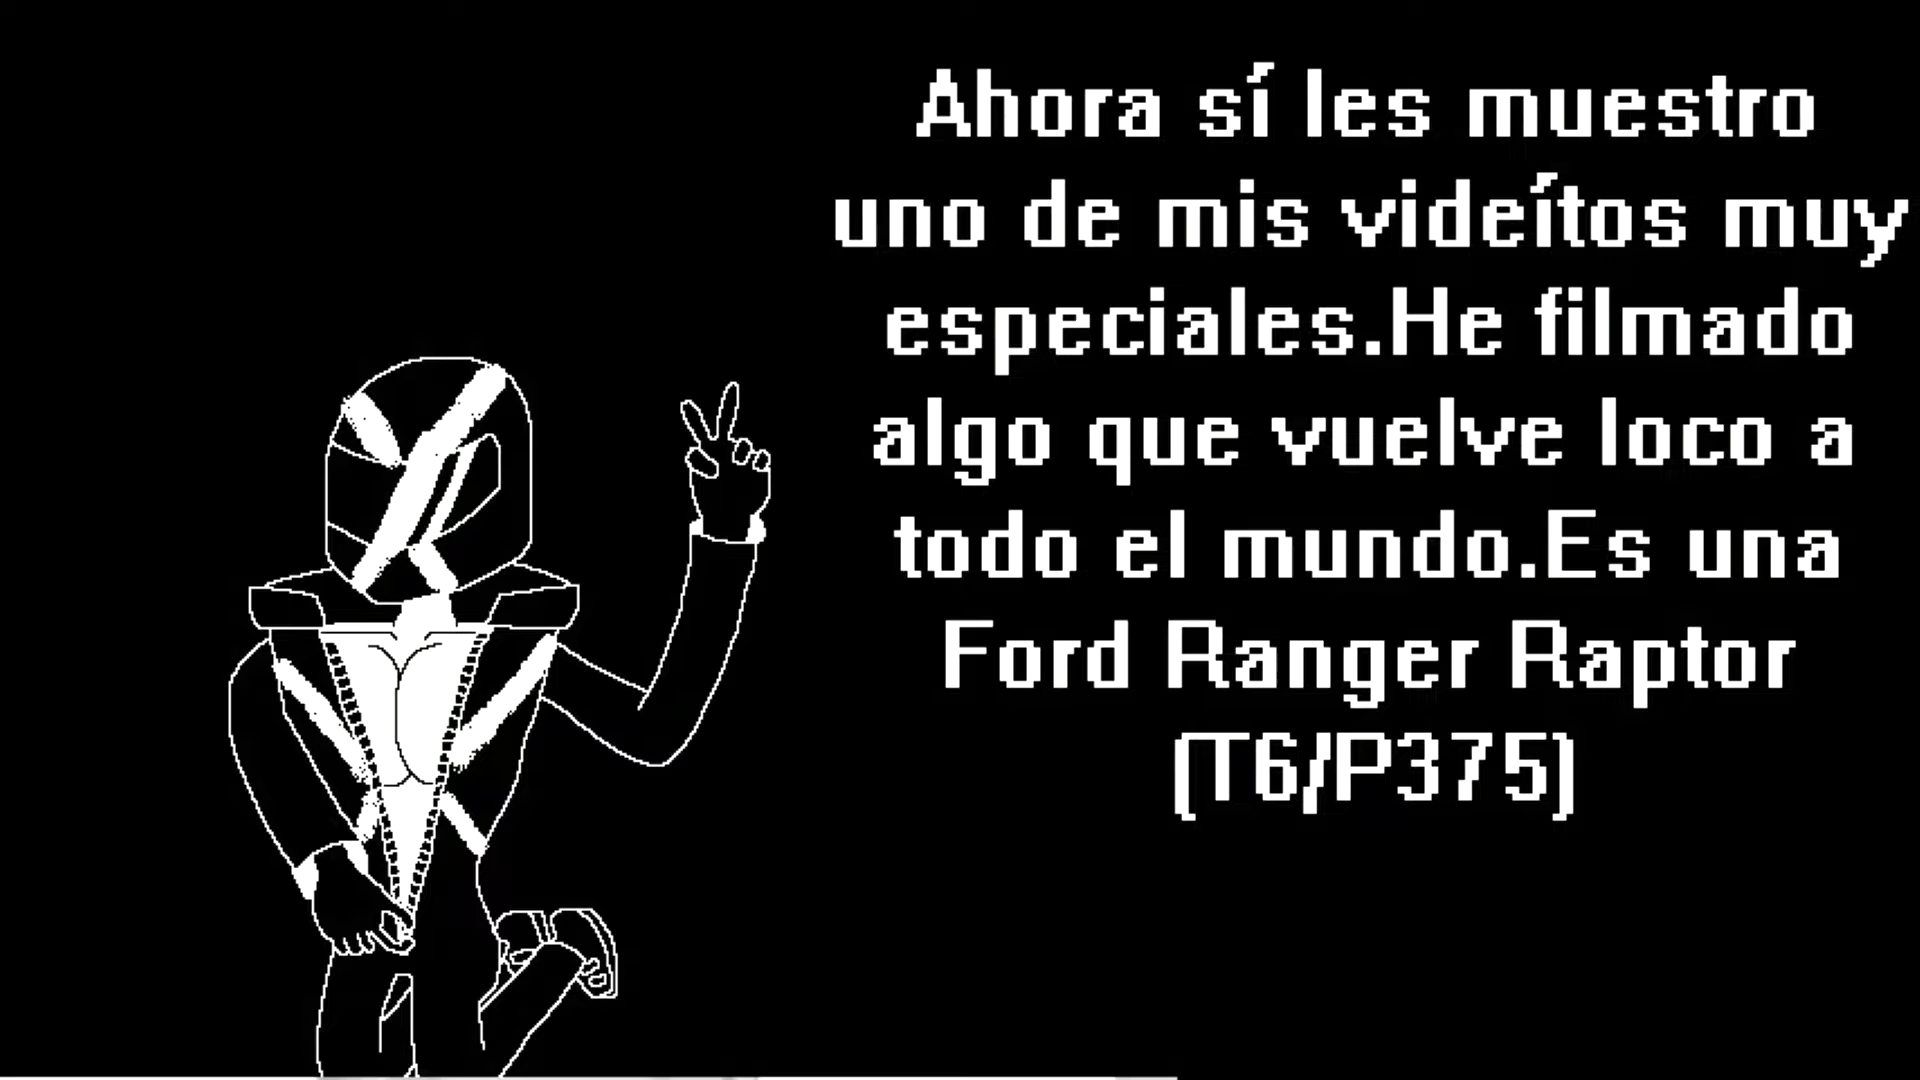 Ahora sí les muestro
uno de mis videítos muy
especiales.He filmado
algo que vuelve loco a
todo el mundo.Es una
Ford Ranger Raptor
(T6/P375)